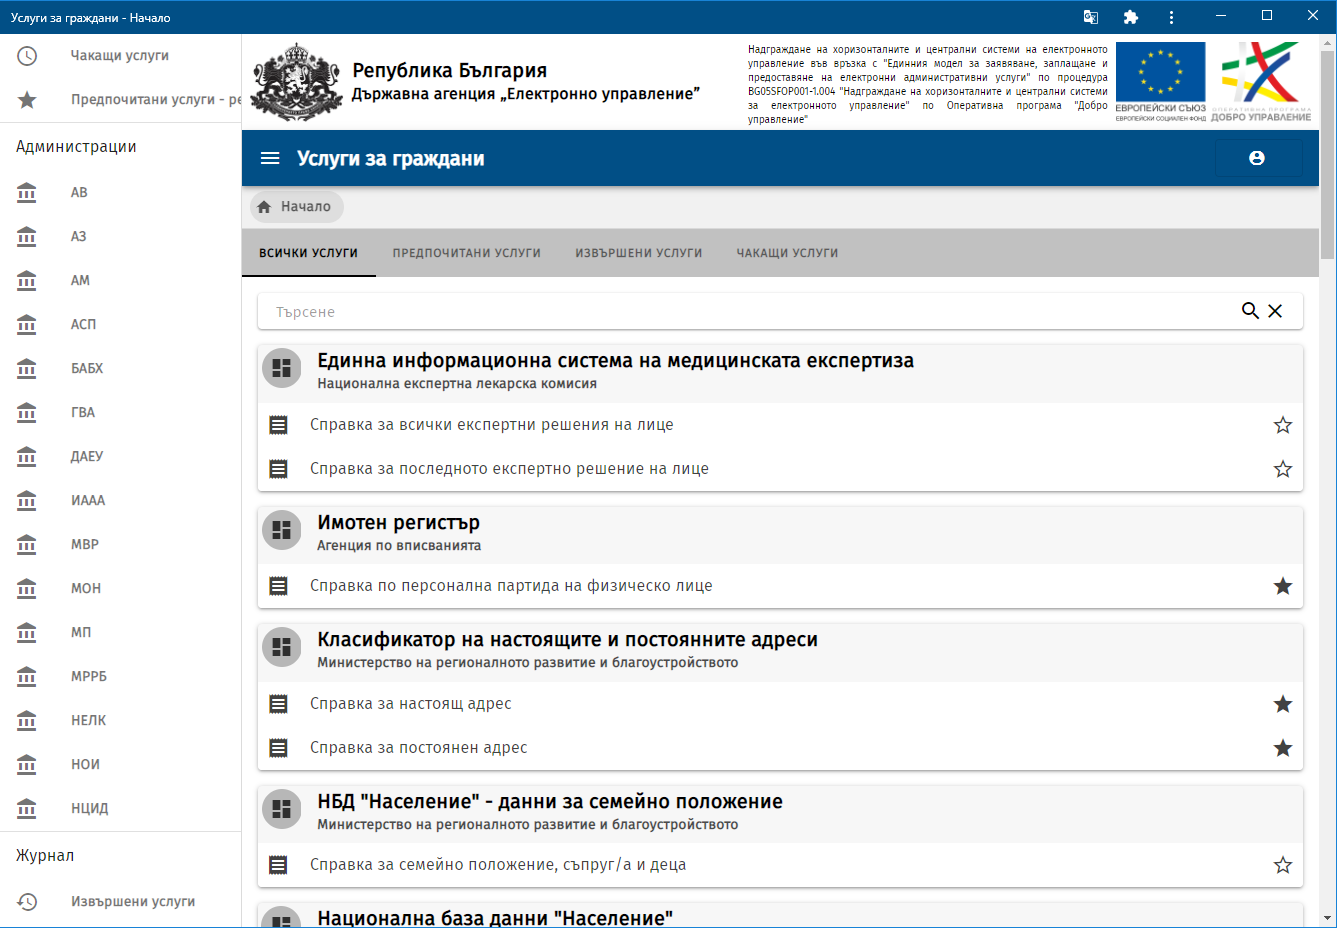 Услуги за граждани - Начало
Чакащи услуги
Предпочитани услуги - ре
Администрации
АВ
АЗ
АМ
АСП
БАБХ
ГВА
ДАЕУ
ИААА
МВР
МОН
МП
МРРБ
НЕЛК
НОИ
НЦИД
Журнал
Извършени услуги
Република България
Държавна агенция „Електронно управление”
Надграждане на хоризонталните и централни системи на електронното
управление във връзка с "Единния модел за заявяване, заплащане и
предоставяне на електронни административни услуги" по процедура
BG05SFOP001-1.004 "Надграждане на хоризонталните и централни системи
за електронното управление" по Оперативна програма "Добро
управление"
ЕВРОПЕЙСКИ СЪЮЗ
ЕВРОПЕЙСКИ СОЦИАЛЕН ФОНД
ОПЕРАТИВНА ПРОГРАМА
ДОБРО УПРАВЛЕНИЕ
Услуги за граждани
Начало
ВСИЧКИ УСЛУГИ
ПРЕДПОЧИТАНИ УСЛУГИ
ИЗВЪРШЕНИ УСЛУГИ
ЧАКАЩИ УСЛУГИ
Търсене
Единна информационна система на медицинската експертиза
Национална експертна лекарска комисия
Справка за всички експертни решения на лице
Справка за последното експертно решение на лице
Имотен регистър
Агенция по вписванията
Справка по персонална партида на физическо лице
Класификатор на настоящите и постоянните адреси
Министерство на регионалното развитие и благоустройството
Справка за настоящ адрес
Справка за постоянен адрес
НБД "Население" - данни за семейно положение
Министерство на регионалното развитие и благоустройството
Справка за семейно положение, съпруг/а и деца
Национална база данни "Население"